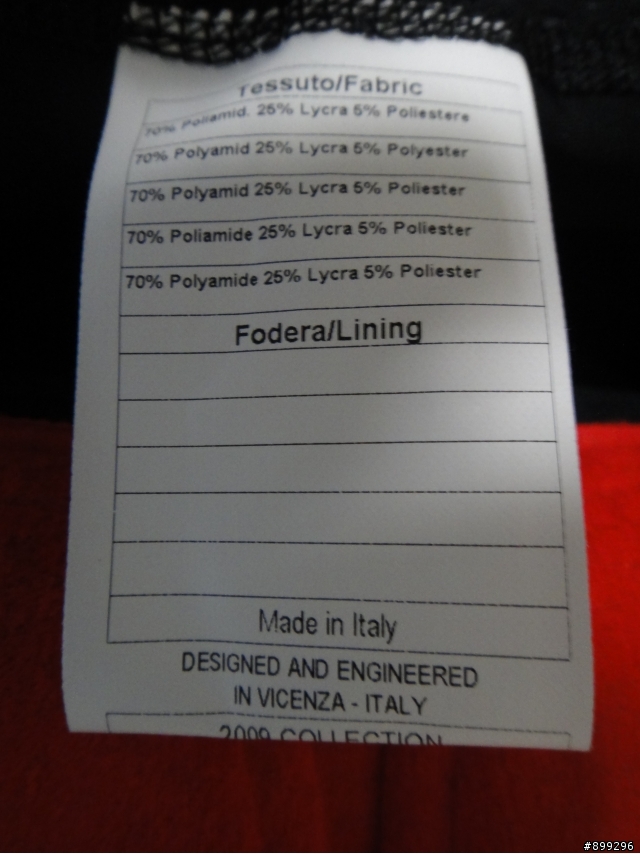 Tessuto/Fabric
70% Poliamid. 25% Lycra 5% Poliestere
70% Polyamid 25% Lycra 5% Polyester
70% Polyamid 25% Lycra 5% Poliester
70% Poliamide 25% Lycra 5% Poliester
70% Polyamide 25% Lycra 5% Poliester
Fodera/Lining
Made in Italy
DESIGNED AND ENGINEERED
IN VICENZA - ITALY
2009 COLLECTION
#899296